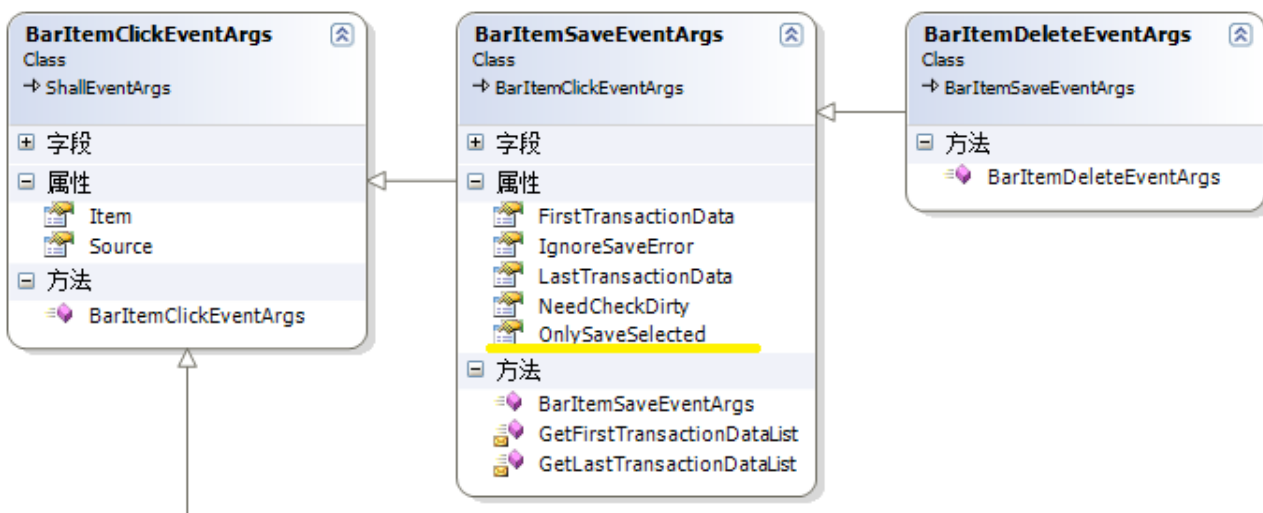 BarItemClickEventArgs
Class
ShallEventArgs
字段
属性
Item
Source
方法
BarItemClickEventArgs
BarItemSaveEventArgs
Class
BarItemClickEventArgs
字段
属性
FirstTransactionData
IgnoreSaveError
LastTransactionData
NeedCheckDirty
OnlySaveSelected
方法
BarItemSaveEventArgs
GetFirstTransactionDataList
GetLastTransactionDataList
BarItemDeleteEventArgs
Class
BarItemSaveEventArgs
方法
BarItemDeleteEventArgs